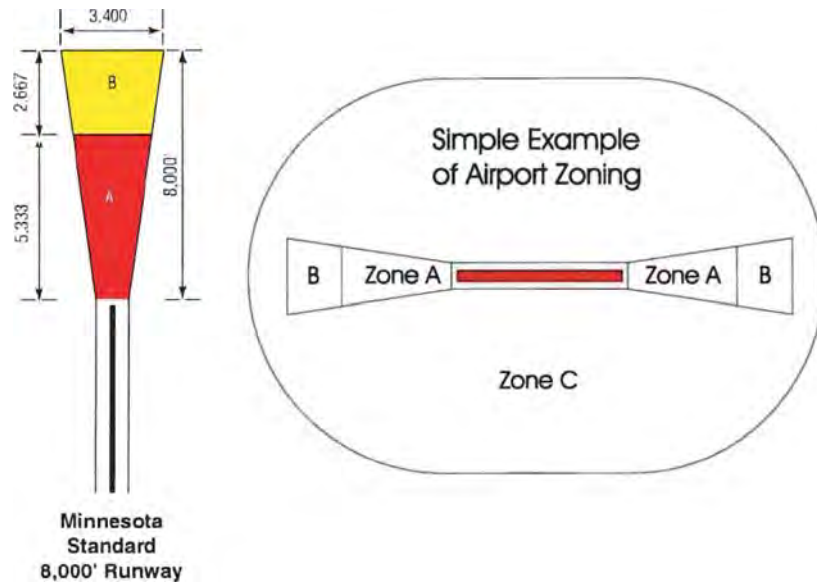 3,400
B
2,667
8,000'
A
5,333
Minnesota
Standard
8,000' Runway
Simple Example
of Airport Zoning
B
Zone A
Zone A
B
Zone C